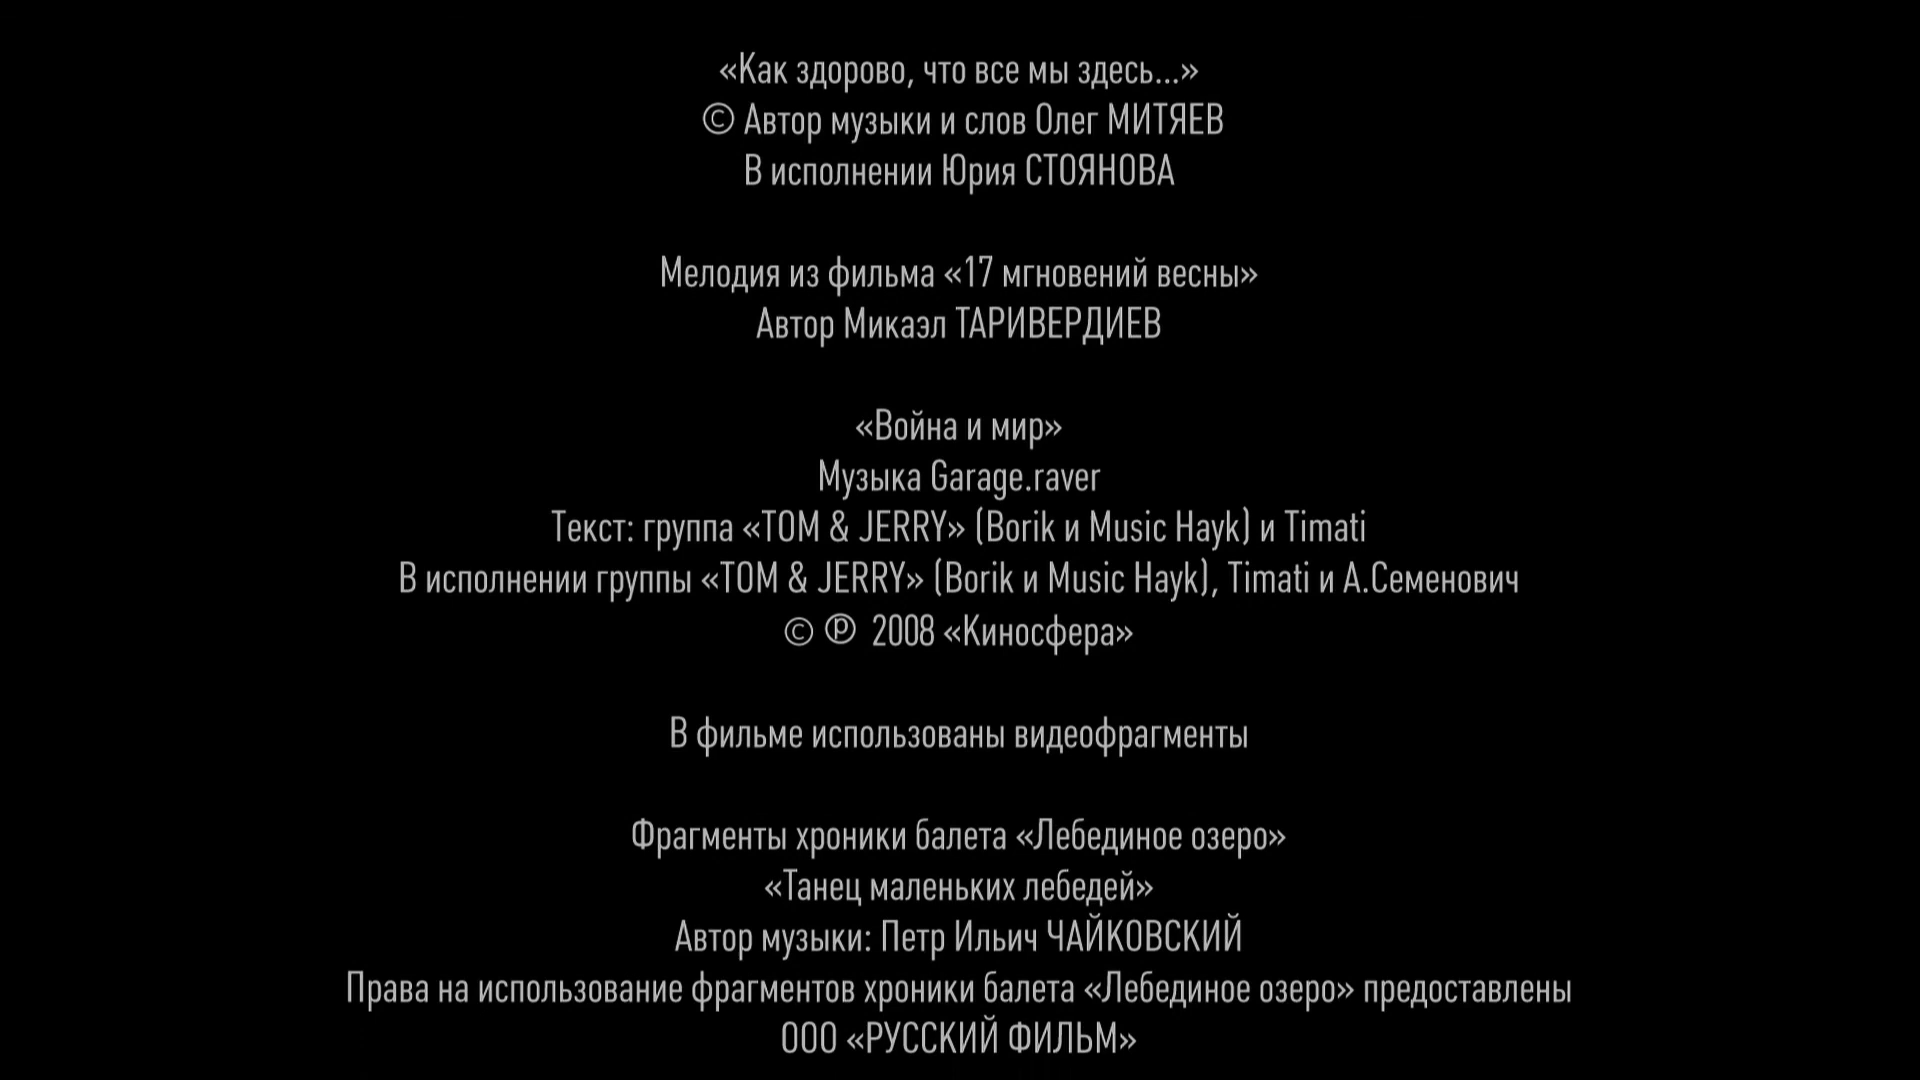 «Как здорово, что все мы здесь...»
© Автор музыки и слов Олег МИТЯЕВ
В исполнении Юрия СТОЯНОВА
Мелодия из фильма «17 мгновений весны»
Автор Микаэл ТАРИВЕРДИЕВ
«Война и мир»
Музыка Garage.raver
Текст: группа «TOM & JERRY» (Borik и Music Hayk) и Timati
В исполнении группы «TOM & JERRY» (Borik и Music Hayk), Timati и А.Семенович
© ℗ 2008 «Киносфера»
В фильме использованы видеофрагменты
Фрагменты хроники балета «Лебединое озеро»
«Танец маленьких лебедей»
Автор музыки: Петр Ильич ЧАЙКОВСКИЙ
Права на использование фрагментов хроники балета «Лебединое озеро» предоставлены
ООО «РУССКИЙ ФИЛЬМ»